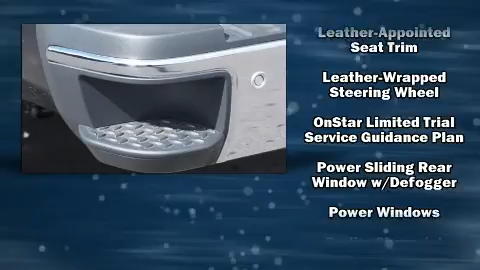 Leather-Appointed
Seat Trim
Leather-Wrapped
Steering Wheel
OnStar Limited Trial
Service Guidance Plan
Power Sliding Rear
Window w/Defogger
Power Windows